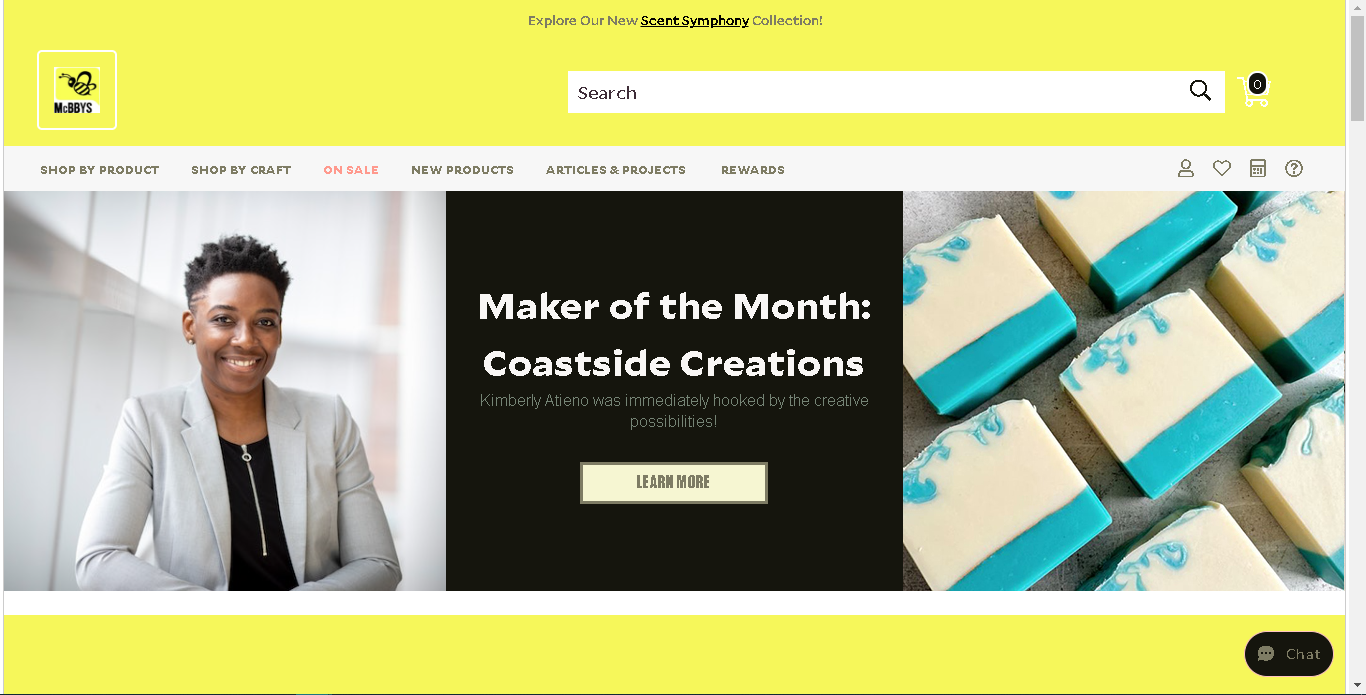 Explore Our New Scent Symphony Collection!
McBBYS
Search
0
SHOP BY PRODUCT
SHOP BY CRAFT
ON SALE
NEW PRODUCTS
ARTICLES & PROJECTS
REWARDS
Maker of the Month:
Coastside Creations
Kimberly Atieno was immediately hooked by the creative
possibilities!
LEARN MORE
Chat